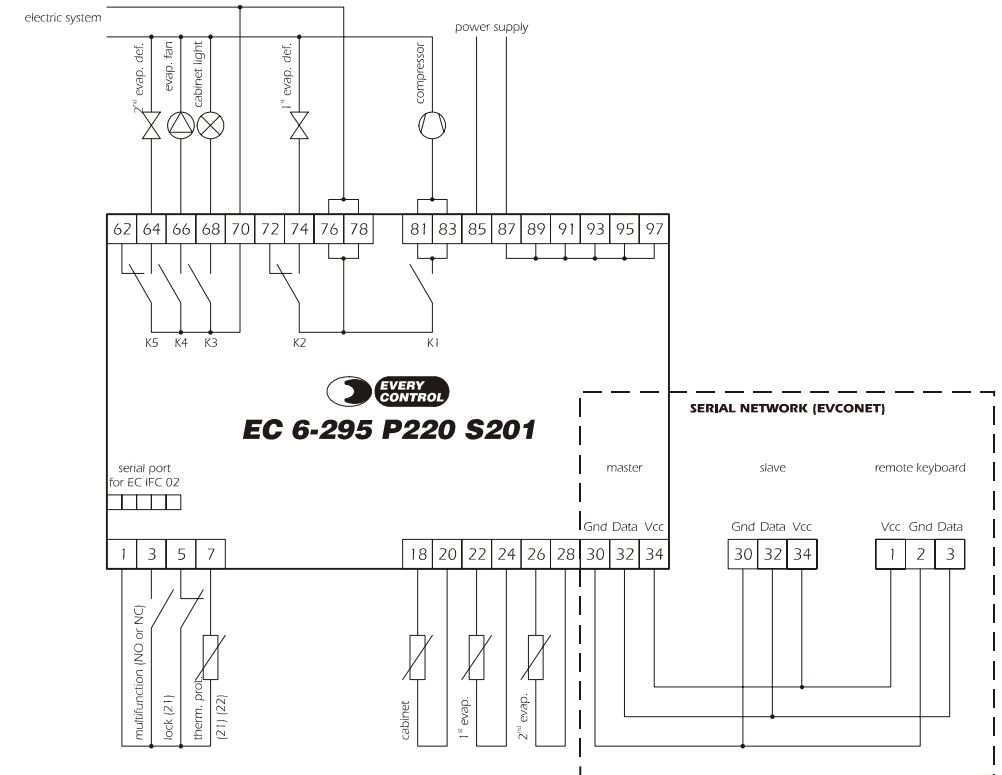 electric system
power supply
2nd evap. def.
evap. fan
cabinet light
1st evap. def.
compressor
62 64 66 68 70 72 74 76 78 81 83 85 87 89 91 93 95 97
K5 K4 K3 K2 K1
EVERY
CONTROL
EC 6-295 P220 S201
SERIAL NETWORK (EVCONET)
serial port
for EC IFC 02
master slave remote keyboard
Gnd Data Vcc Gnd Data Vcc Vcc Gnd Data
1 3 5 7 18 20 22 24 26 28 30 32 34 30 32 34 1 2 3
multifunction (NO or NC)
lock (21)
therm. prot.
(21) (22)
cabinet
1st evap.
2nd evap.